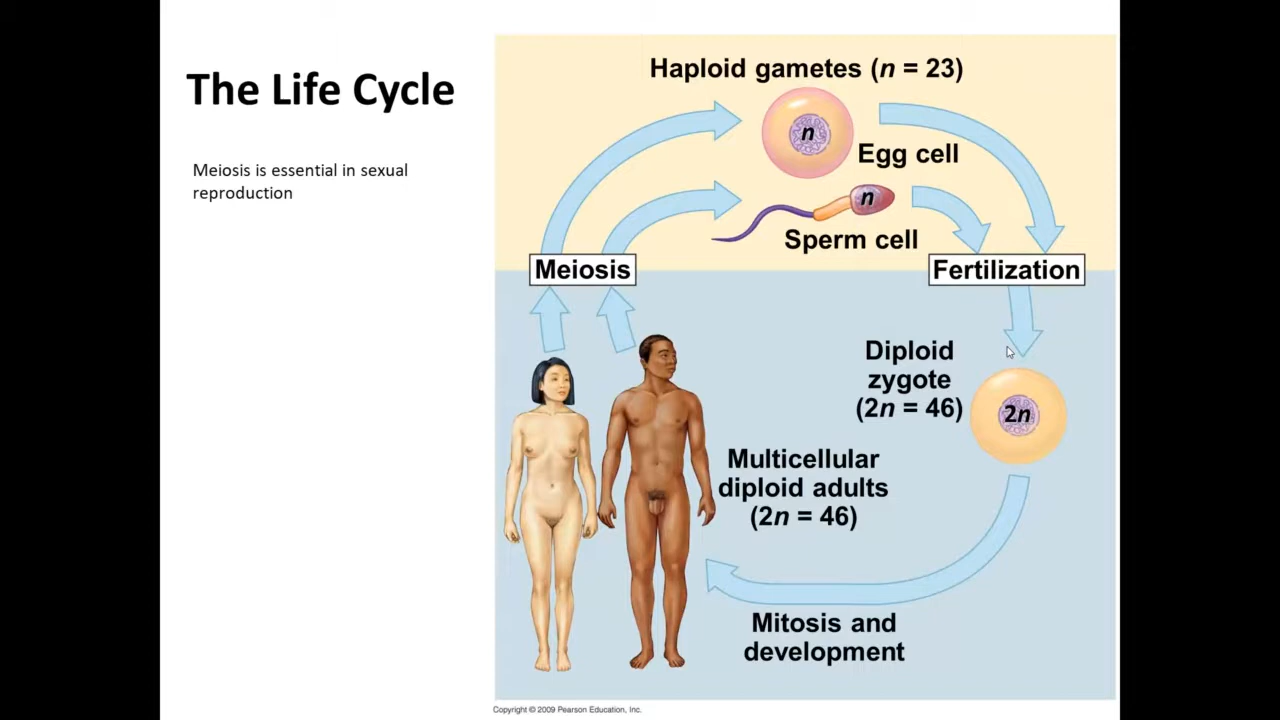 The Life Cycle
Meiosis is essential in sexual
reproduction
Haploid gametes (n = 23)
n
Egg cell
n
Sperm cell
Meiosis
Fertilization
Diploid
zygote
(2n = 46)
2n
Multicellular
diploid adults
(2n = 46)
Mitosis and
development
Copyright © 2009 Pearson Education, Inc.